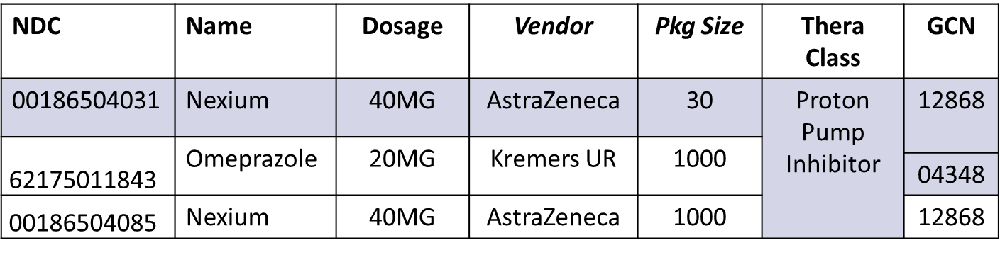 NDC Name Dosage Vendor Pkg Size Thera Class GCN
00186504031 Nexium 40MG AstraZeneca 30 Proton Pump Inhibitor 12868
62175011843 Omeprazole 20MG Kremers UR 1000 04348
00186504085 Nexium 40MG AstraZeneca 1000 12868